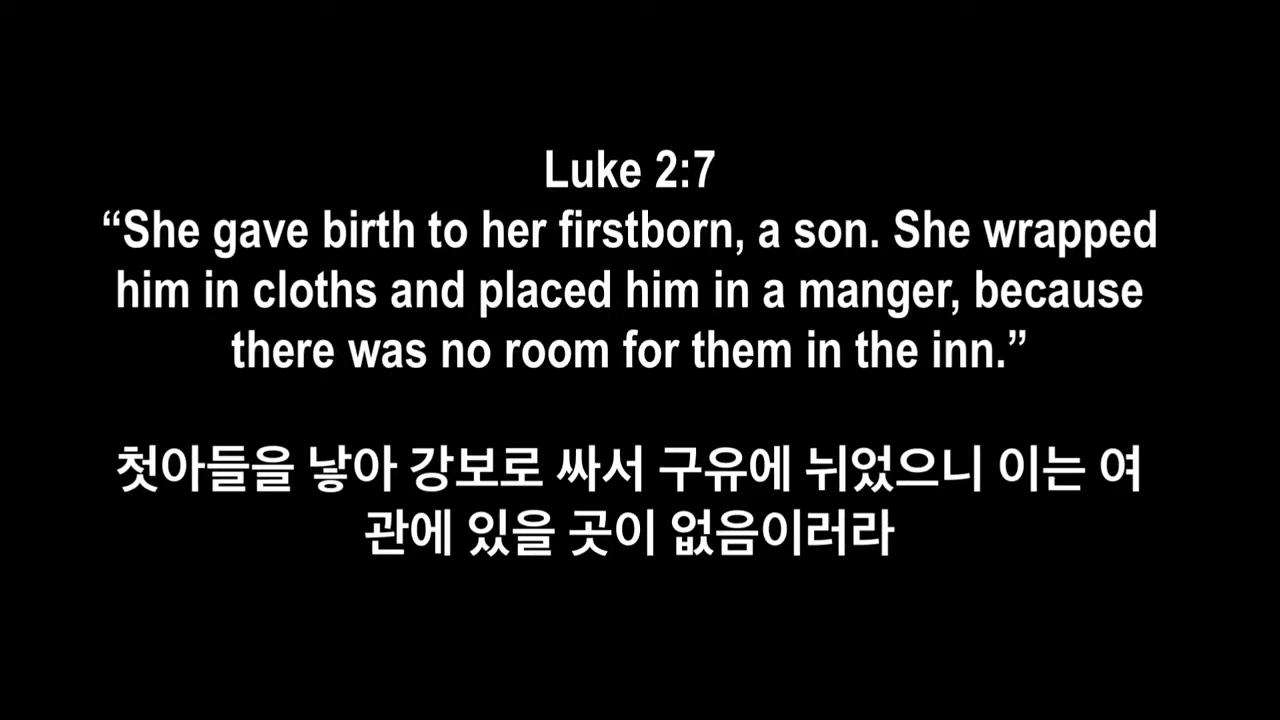 Luke 2:7
“She gave birth to her firstborn, a son. She wrapped
him in cloths and placed him in a manger, because
there was no room for them in the inn.”
첫아들을 낳아 강보로 싸서 구유에 뉘었으니 이는 여
관에 있을 곳이 없음이러라